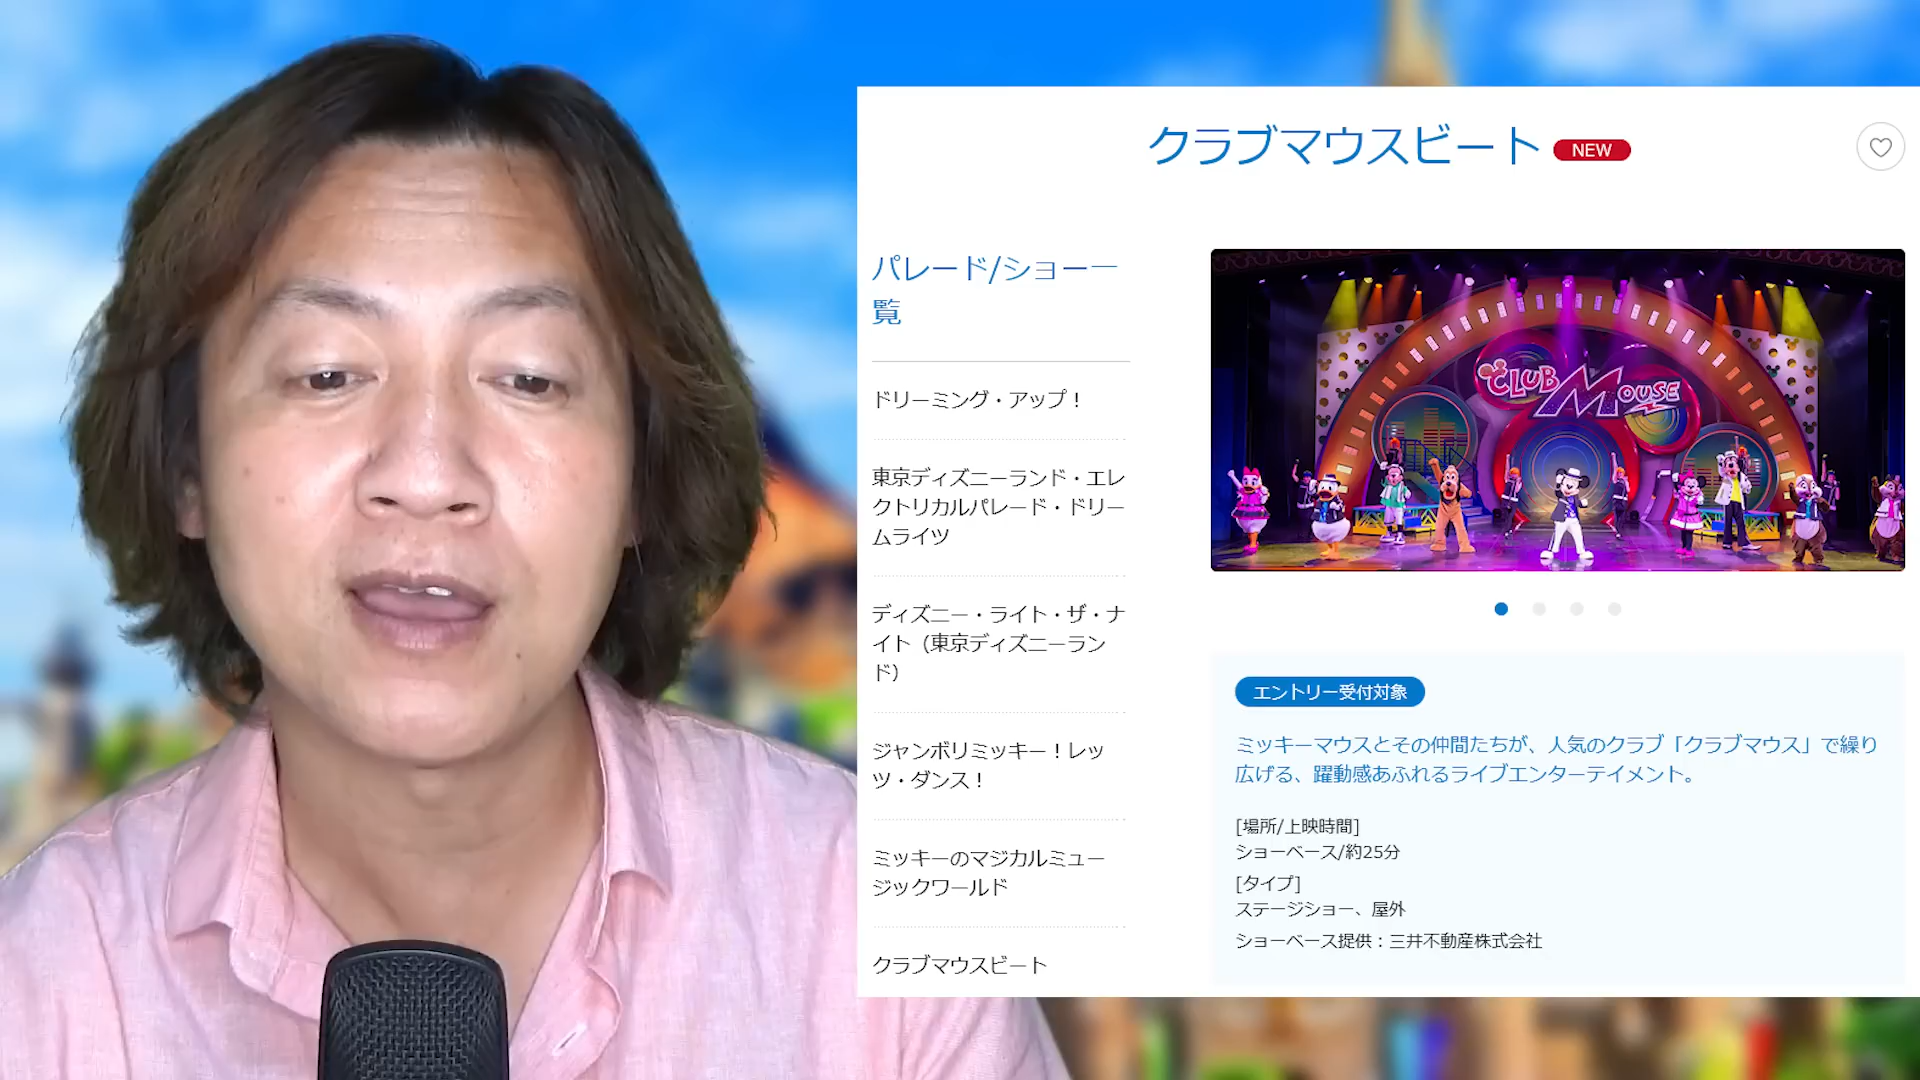 クラブマウスビート NEW
パレード/ショー一
覧
ドリーミング・アップ！
東京ディズニーランド・エレ
クトリカルパレード・ドリー
ムライツ
ディズニー・ライト・ザ・ナ
イト（東京ディズニーラン
ド）
ジャンボリミッキー！レッ
ツ・ダンス！
ミッキーのマジカルミュー
ジックワールド
クラブマウスビート
CLUB MOUSE
エントリー受付対象
ミッキーマウスとその仲間たちが、人気のクラブ「クラブマウス」で繰り
広げる、躍動感あふれるライブエンターテイメント。
[場所/上映時間]
ショーベース/約25分
[タイプ]
ステージショー、屋外
ショーベース提供：三井不動産株式会社